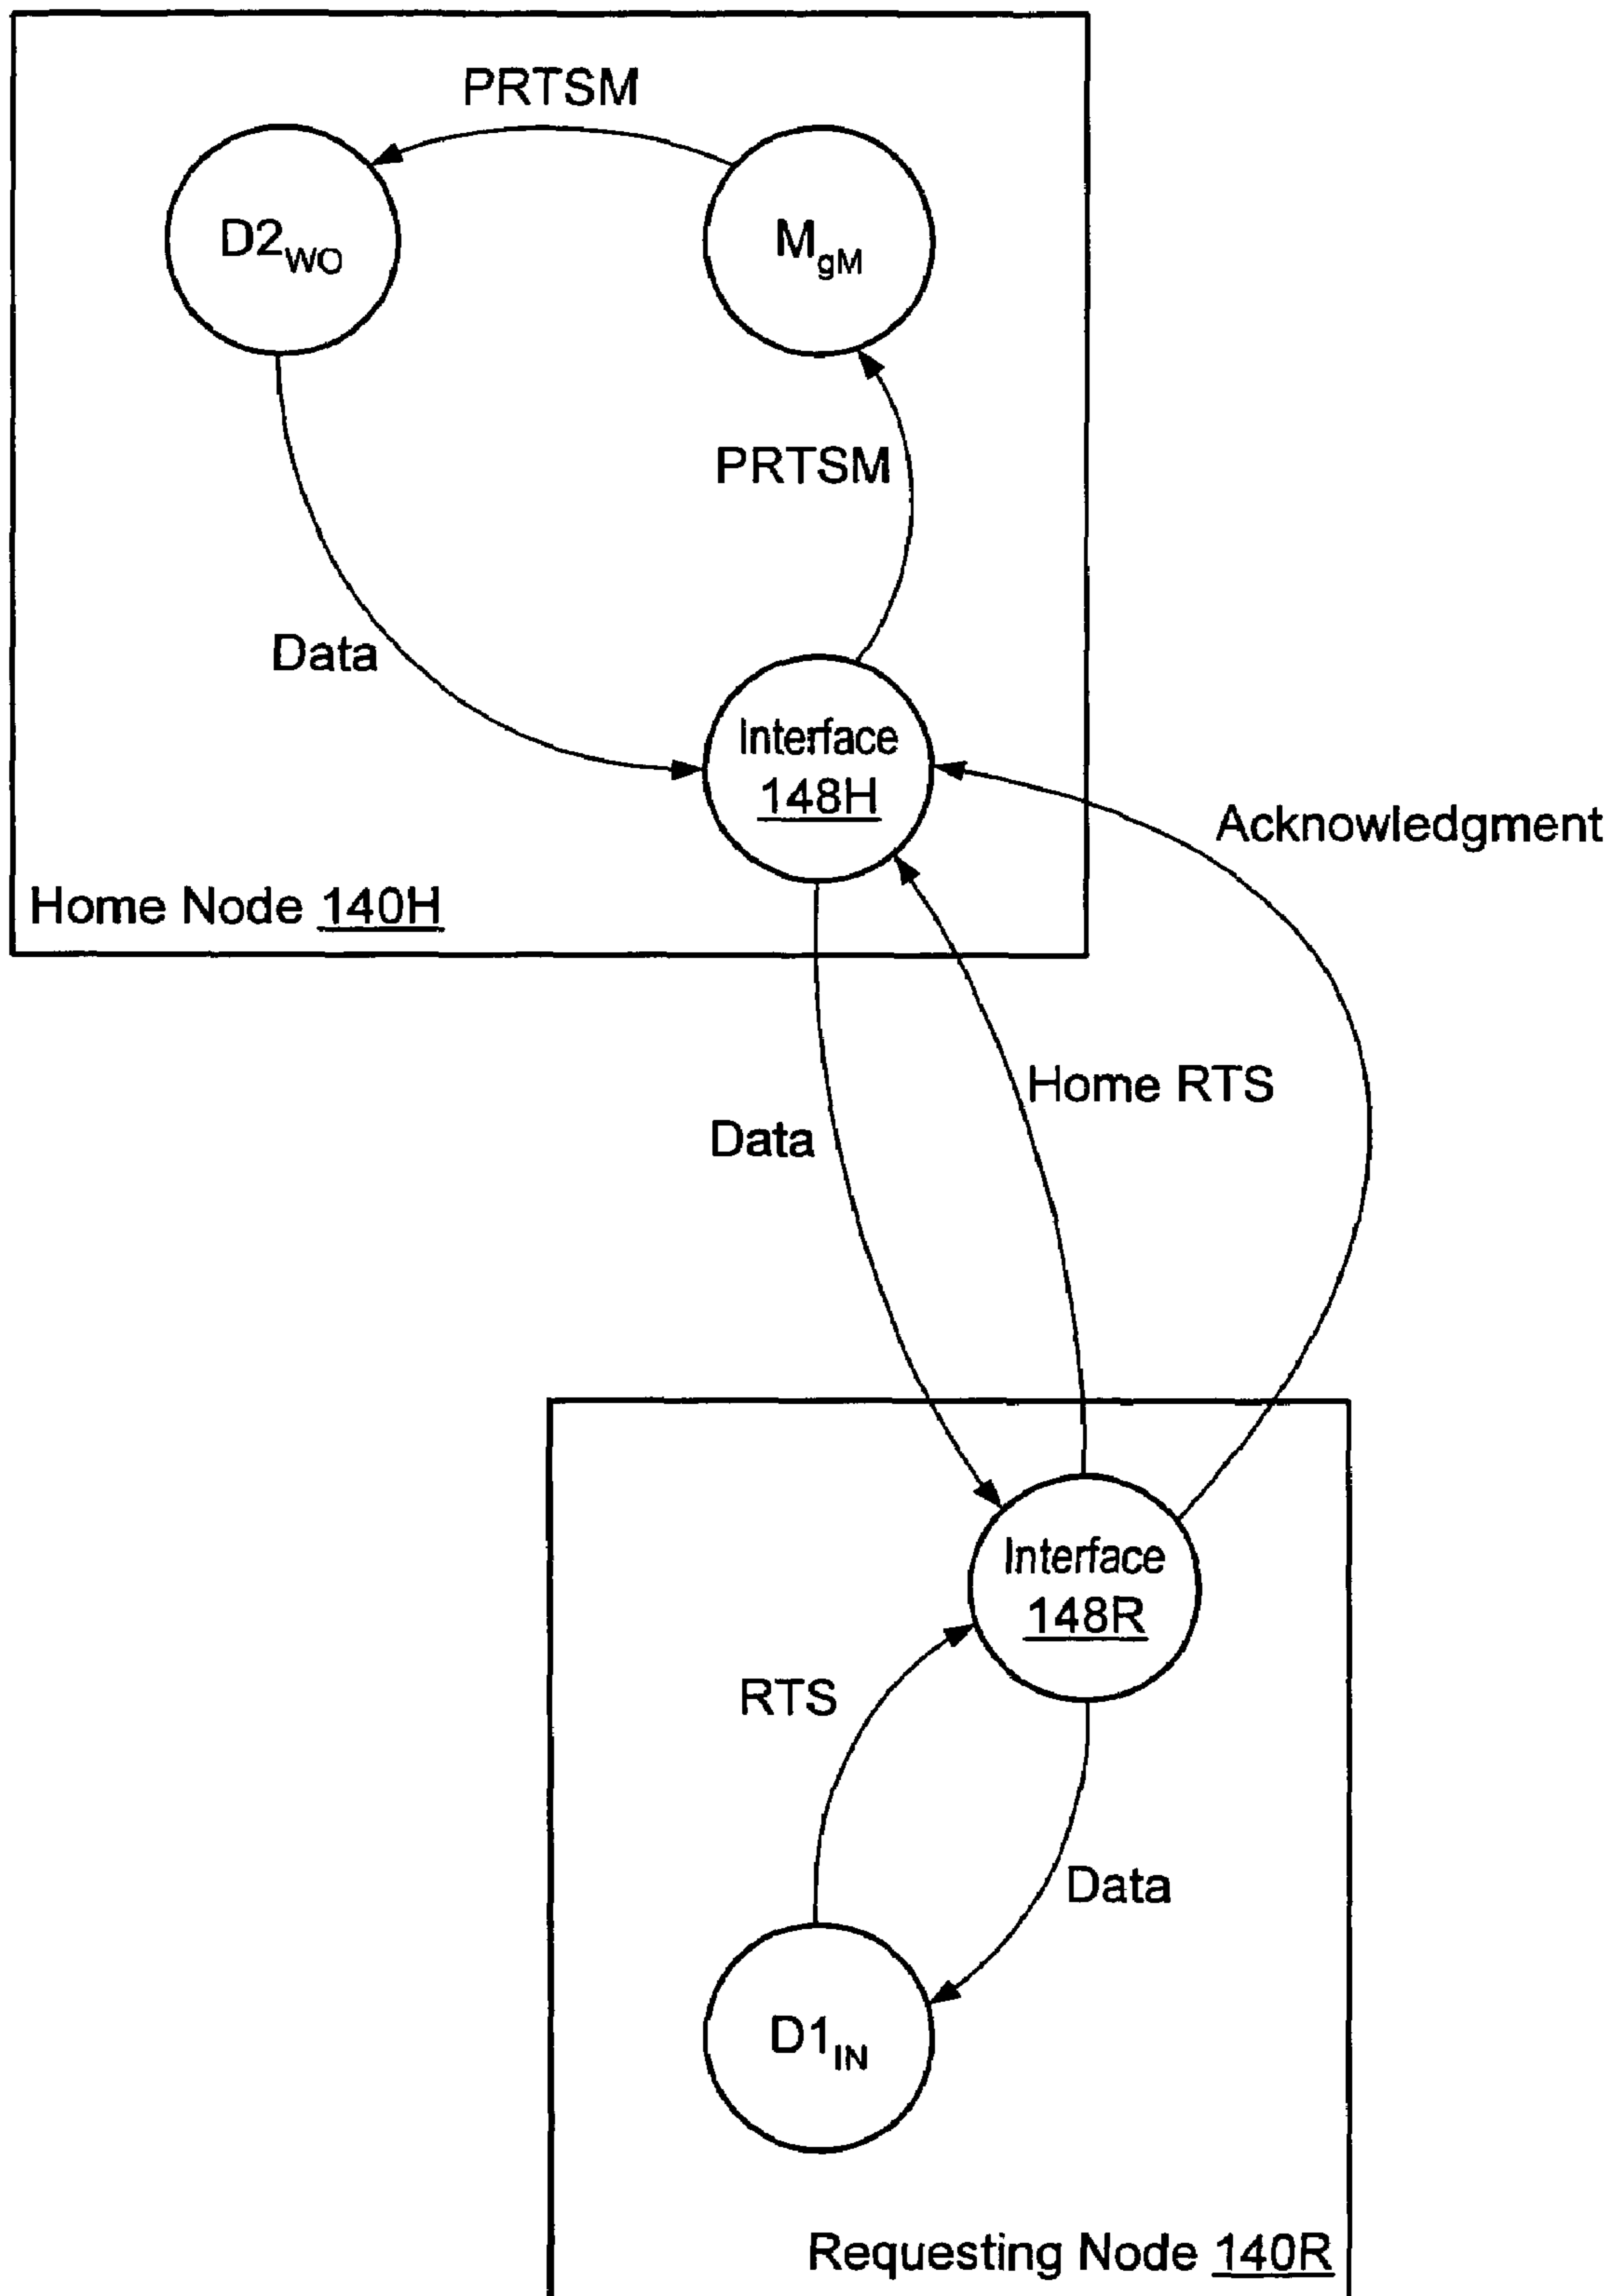 PRTSM
D2WO
MgM
PRTSM
Data
Interface
148H
Acknowledgment
Home Node 140H
Home RTS
Data
Interface
148R
RTS
Data
D1IN
Requesting Node 140R